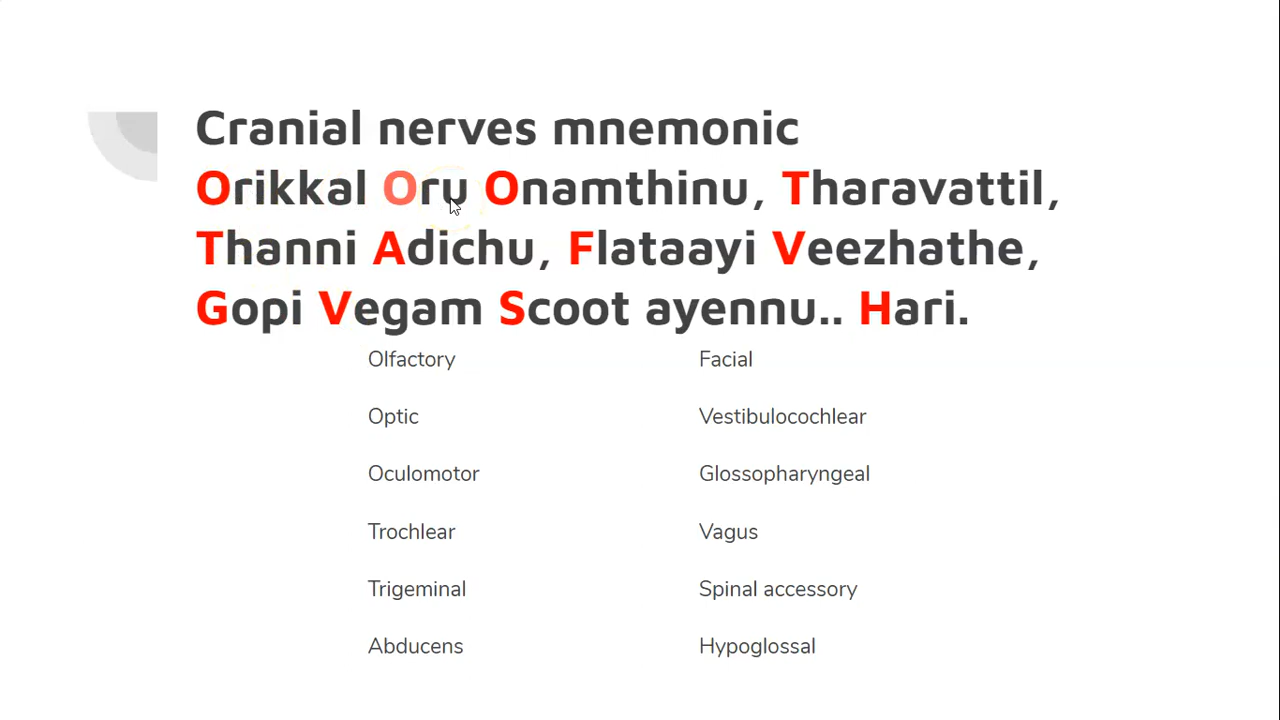 Cranial nerves mnemonic
Orikkal Oru Onamthinu, Tharavattil,
Thanni Adichu, Flataayi Veezhathe,
Gopi Vegam Scoot ayennu.. Hari.
Olfactory
Optic
Oculomotor
Trochlear
Trigeminal
Abducens
Facial
Vestibulocochlear
Glossopharyngeal
Vagus
Spinal accessory
Hypoglossal